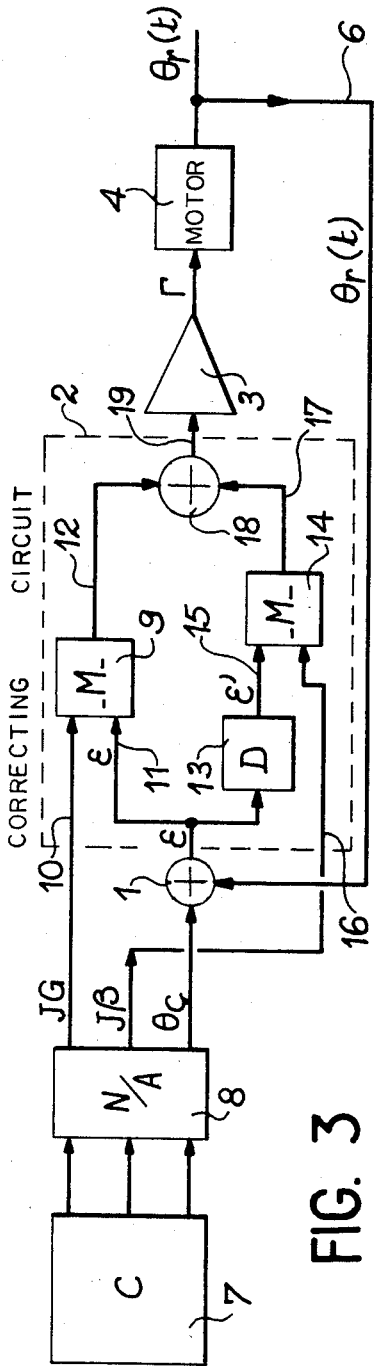 CORRECTING CIRCUIT
2
10
12
JG
-M-
9
19
Γ
4
MOTOR
θr(t)
ε
11
3
18
Jβ
N/A
8
C
7
θc
1
ε
13
D
ε'
15
-M-
14
17
16
θr(t)
6
FIG. 3